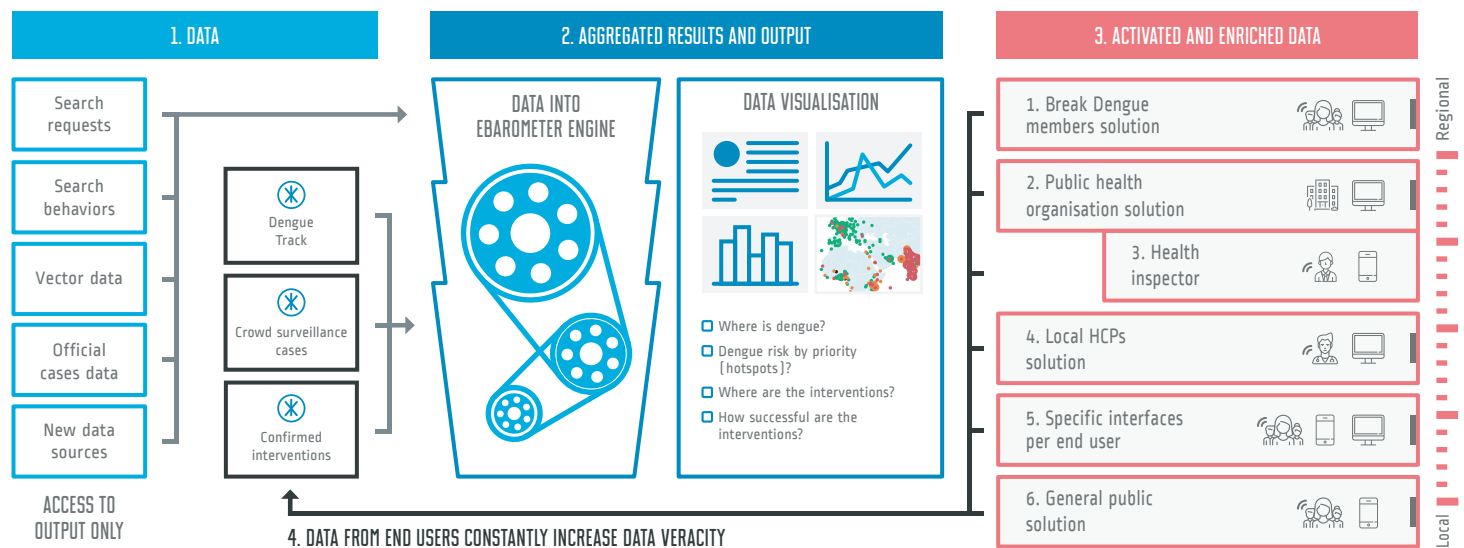 1. DATA
Search
requests
Search
behaviors
Vector data
Official
cases data
New data
sources
ACCESS TO
OUTPUT ONLY
Dengue
Track
Crowd surveillance
cases
Confirmed
interventions
2. AGGREGATED RESULTS AND OUTPUT
DATA INTO
EBAROMETER ENGINE
DATA VISUALISATION
Where is dengue?
Dengue risk by priority
[hotspots]?
Where are the interventions?
How successful are the
interventions?
3. ACTIVATED AND ENRICHED DATA
1. Break Dengue
members solution
2. Public health
organisation solution
3. Health
inspector
4. Local HCPs
solution
5. Specific interfaces
per end user
6. General public
solution
Regional
Local
4. DATA FROM END USERS CONSTANTLY INCREASE DATA VERACITY